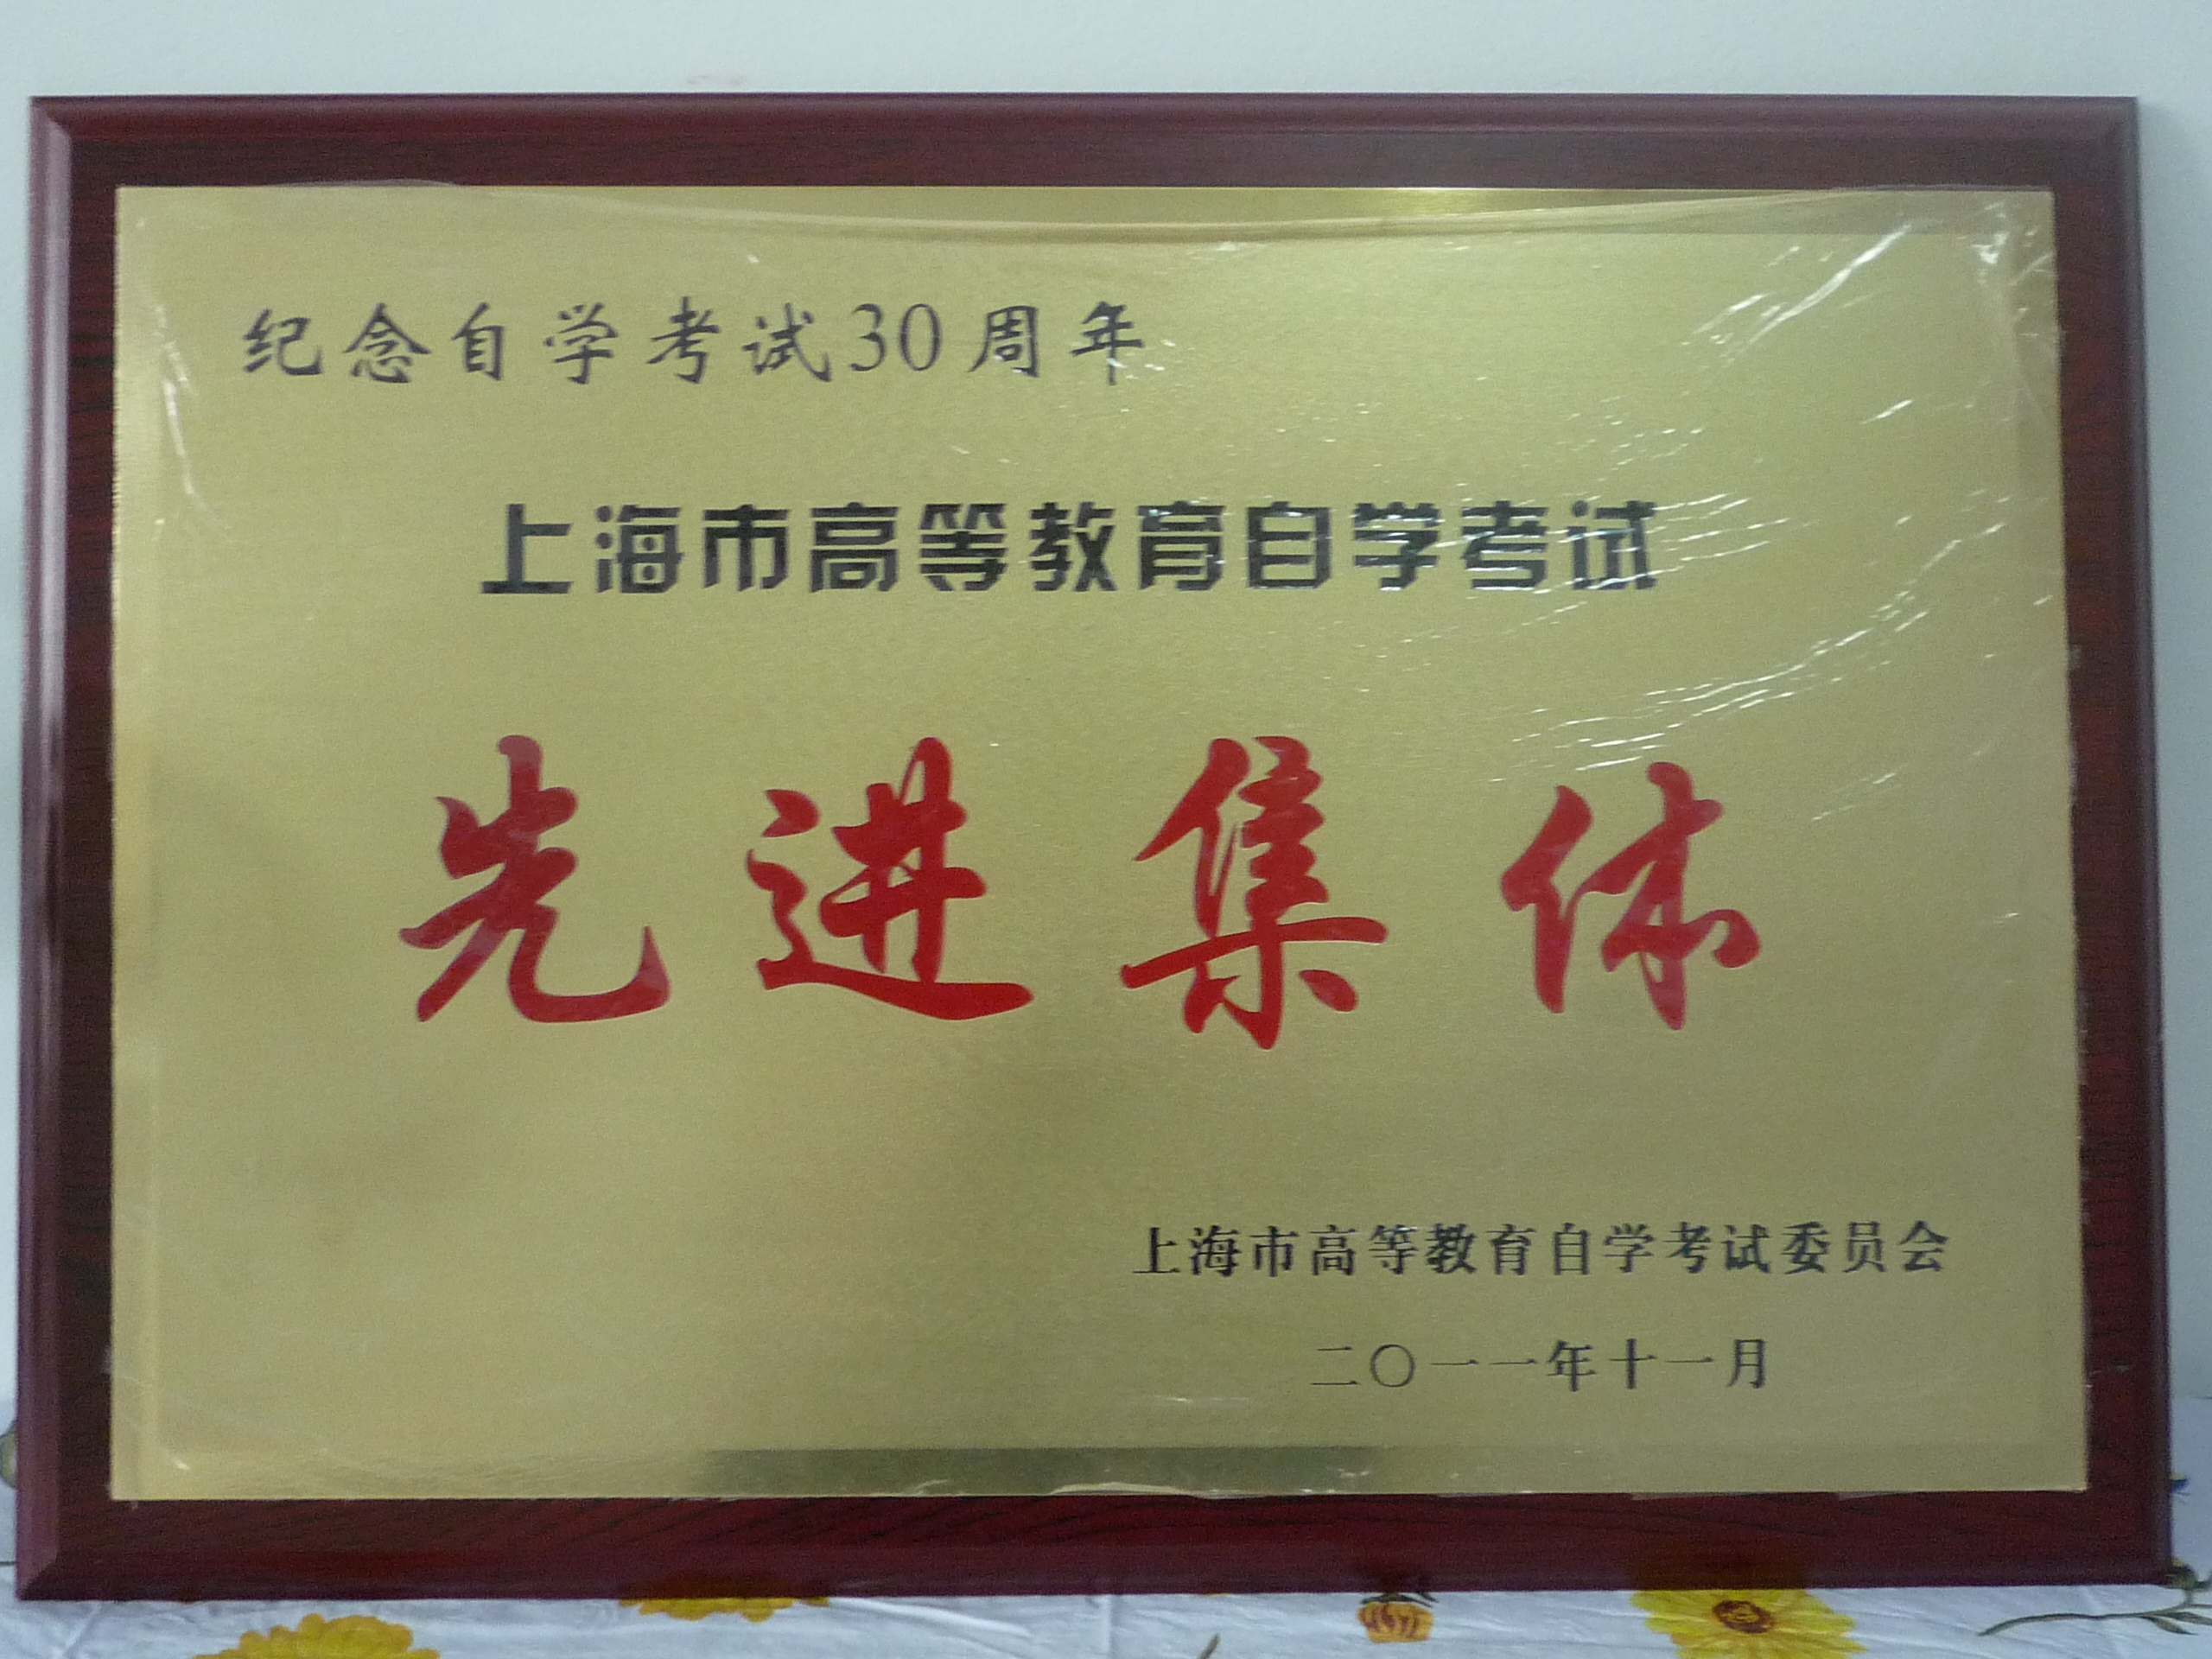 纪念自学考试30周年
上海市高等教育自学考试
先进集体
上海市高等教育自学考试委员会
二〇一一年十一月